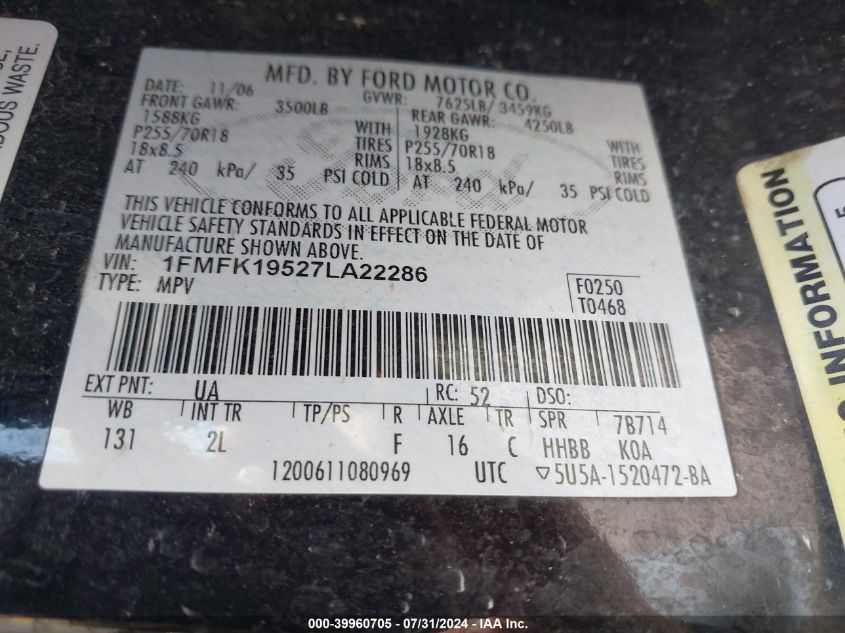 MFD. BY FORD MOTOR CO.
DATE: 11/06 GVWR: 7625LB/ 3459KG
FRONT GAWR: 3500LB REAR GAWR: 4250LB
1588KG WITH 1928KG WITH
P255/70R18 TIRES P255/70R18 TIRES
18x8.5 RIMS 18x8.5 RIMS
AT 240 kPa/ 35 PSI COLD AT 240 kPa/ 35 PSI COLD
THIS VEHICLE CONFORMS TO ALL APPLICABLE FEDERAL MOTOR
VEHICLE SAFETY STANDARDS IN EFFECT ON THE DATE OF
MANUFACTURE SHOWN ABOVE.
VIN: 1FMFK19527LA22286 F0250
TYPE: MPV T0468
EXT PNT: UA RC: 52 DSO:
WB INT TR TP/PS R AXLE TR SPR 7B714
131 2L F 16 C HHBB KOA
1200611080969 UTC ▽5U5A-1520472-BA
WASTE.
INFORMATION
5
000-39960705 / 07/31/2024 - IAA Inc.